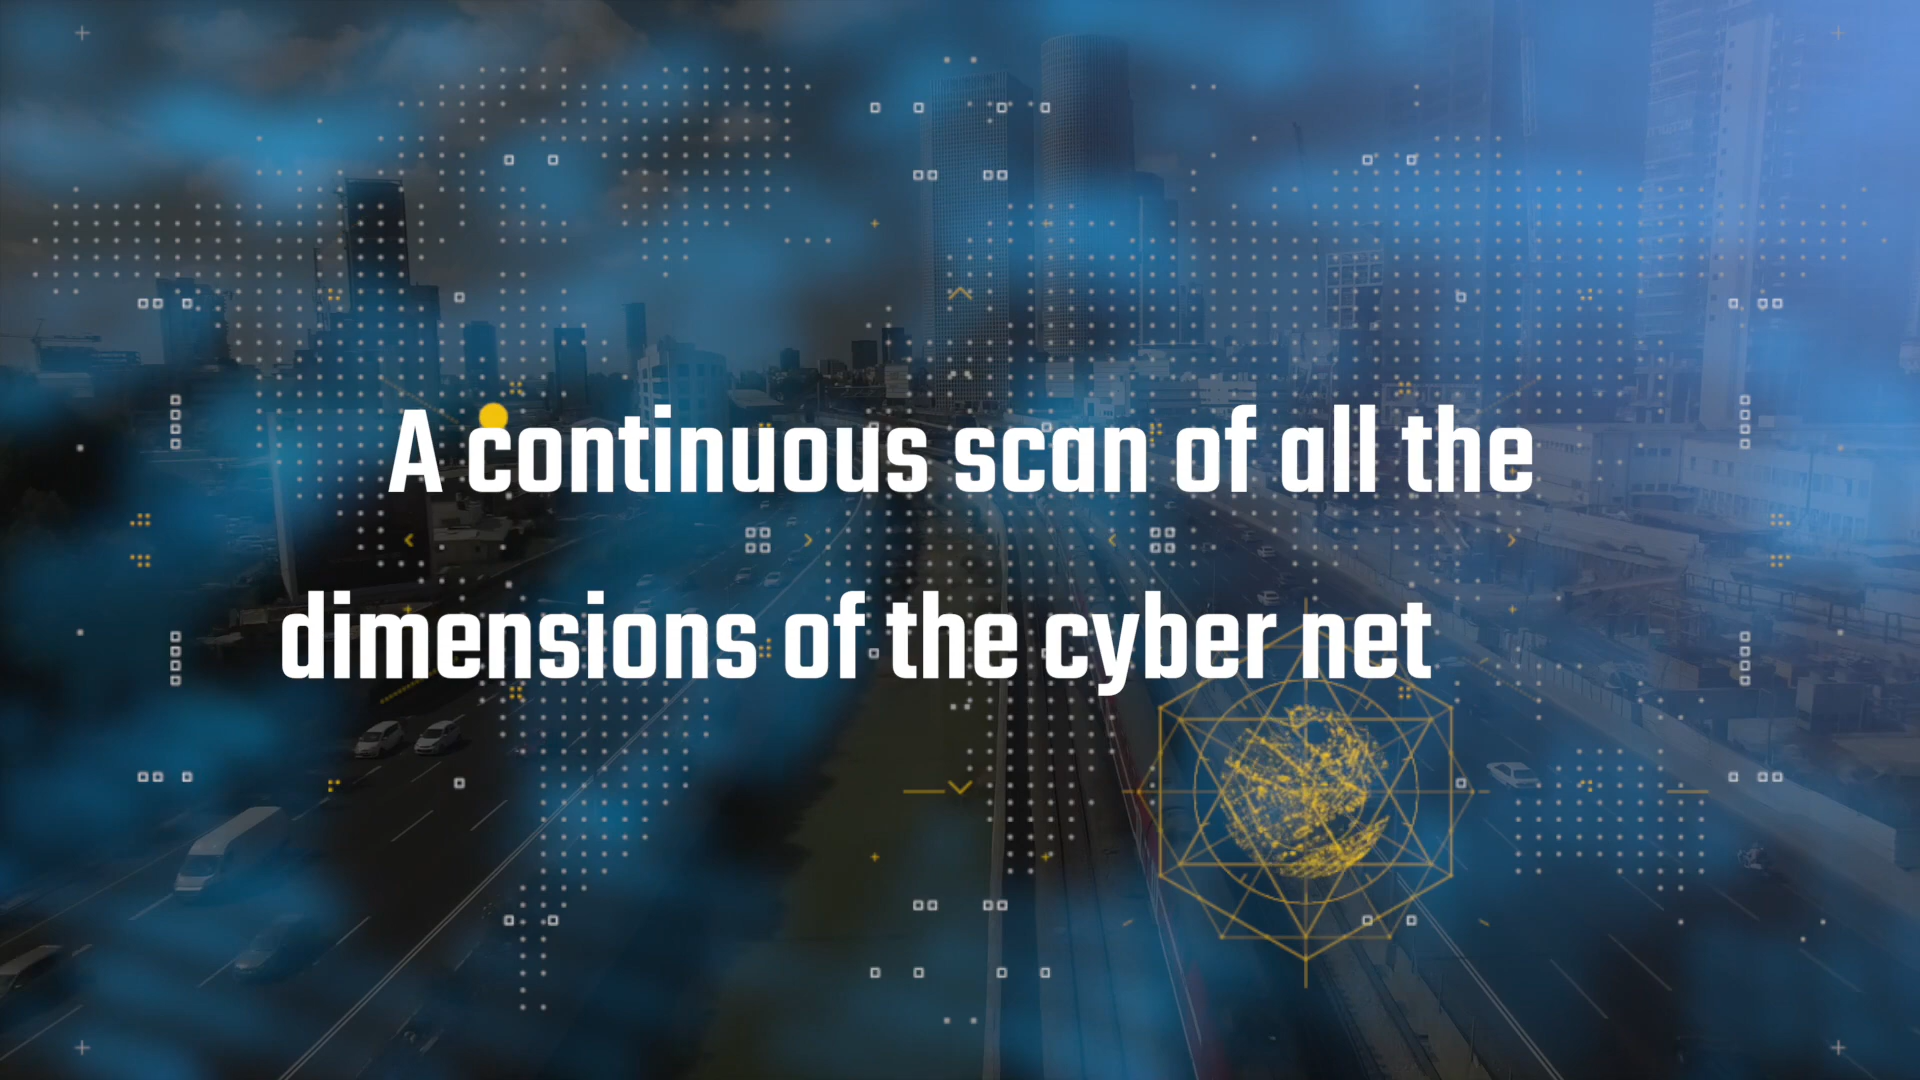 A continuous scan of all the
dimensions of the cyber net